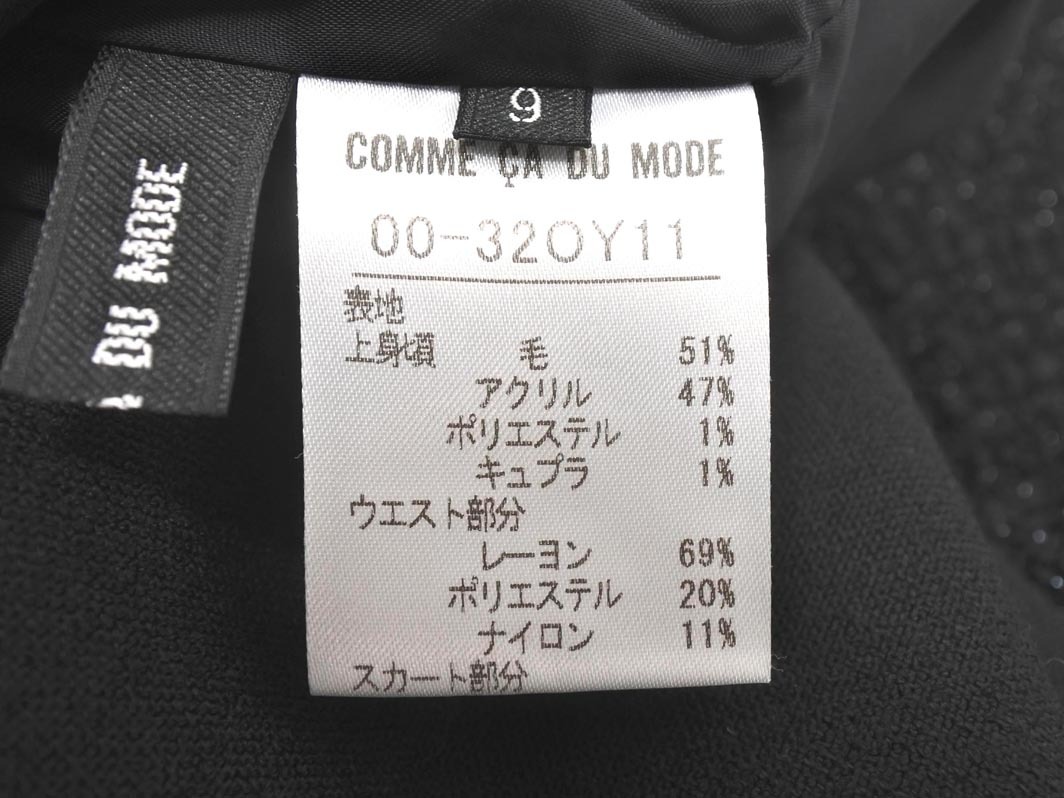 9
COMME ÇA DU MODE
00-32OY11
表地
上身頃 毛 51%
アクリル 47%
ポリエステル 1%
キュプラ 1%
ウエスト部分
レーヨン 69%
ポリエステル 20%
ナイロン 11%
スカート部分
DU MODE